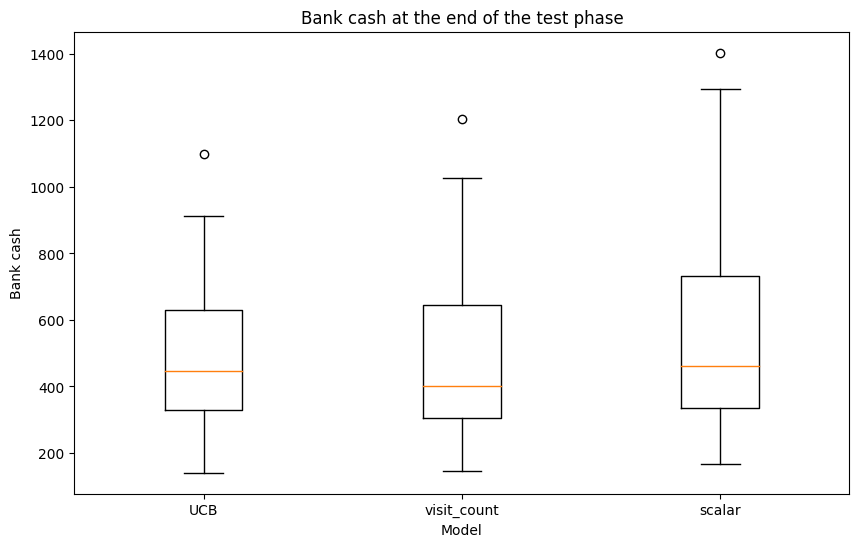 Bank cash at the end of the test phase
1400
1200
1000
800
600
400
200
Bank cash
UCB
visit_count
scalar
Model